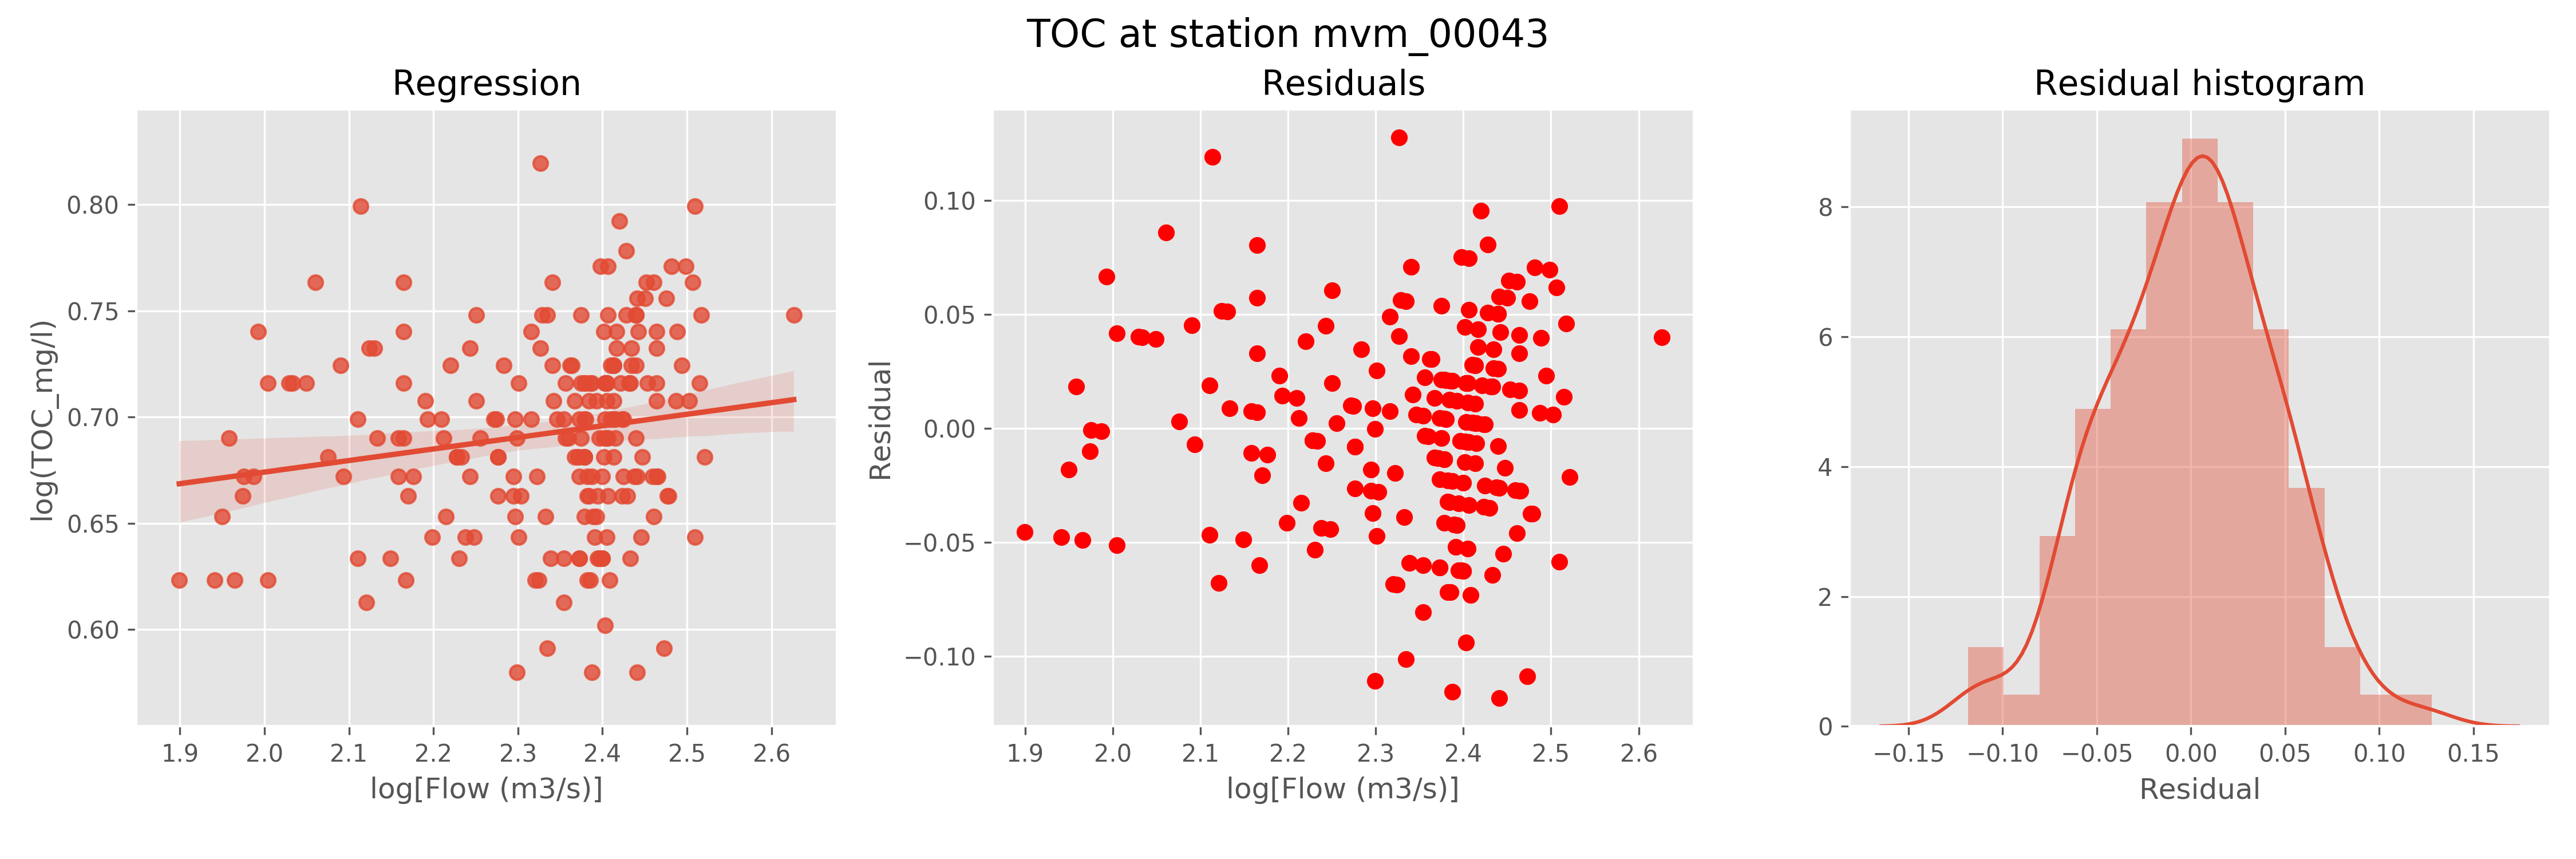 TOC at station mvm_00043
Regression
Residuals
Residual histogram
log(TOC_mg/l)
0.80
0.75
0.70
0.65
0.60
1.9 2.0 2.1 2.2 2.3 2.4 2.5 2.6
log[Flow (m3/s)]
Residual
0.10
0.05
0.00
−0.05
−0.10
1.9 2.0 2.1 2.2 2.3 2.4 2.5 2.6
log[Flow (m3/s)]
8
6
4
2
0
−0.15 −0.10 −0.05 0.00 0.05 0.10 0.15
Residual